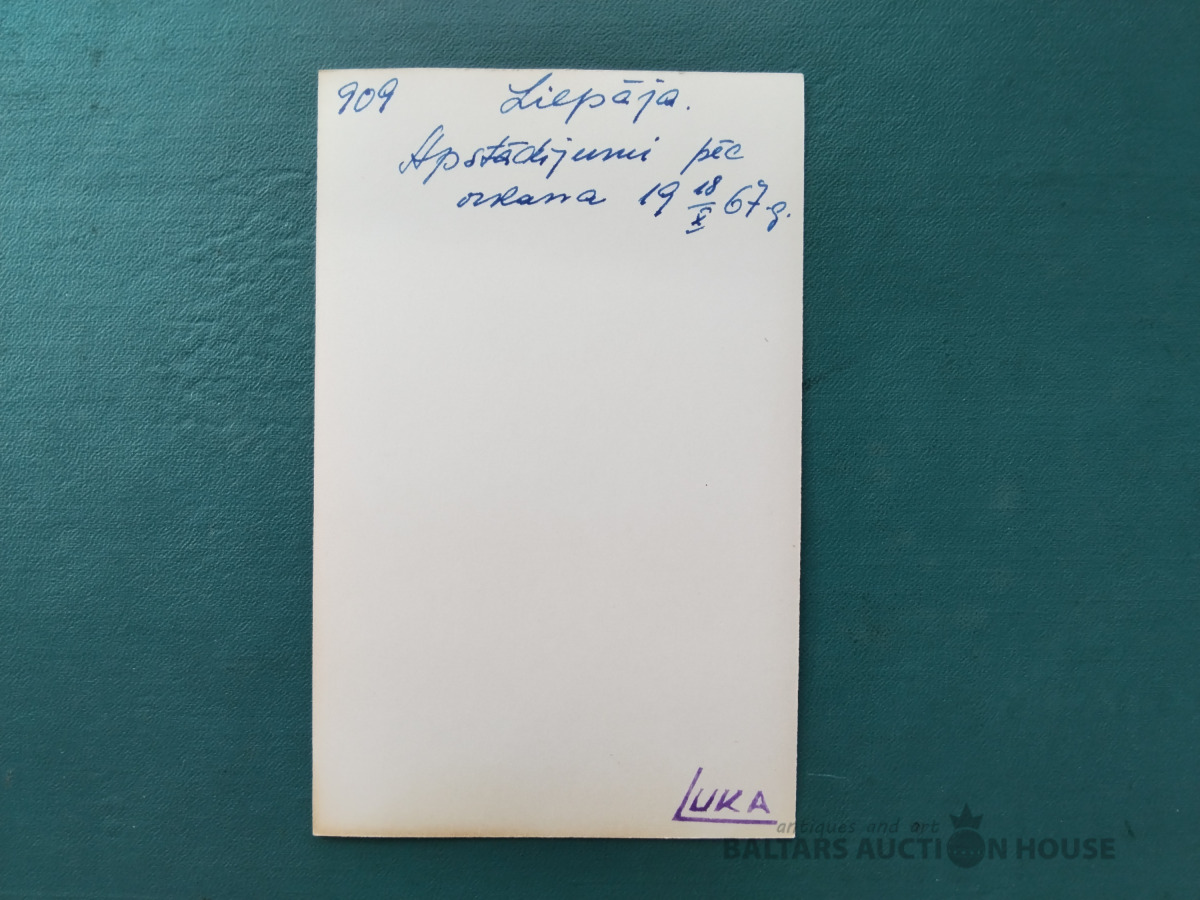 909 Liepāja.
Apstādījumi pēc
orkana 19 18/X 67 g.
LUKA
antiques and art
BALTARS AUCTION HOUSE